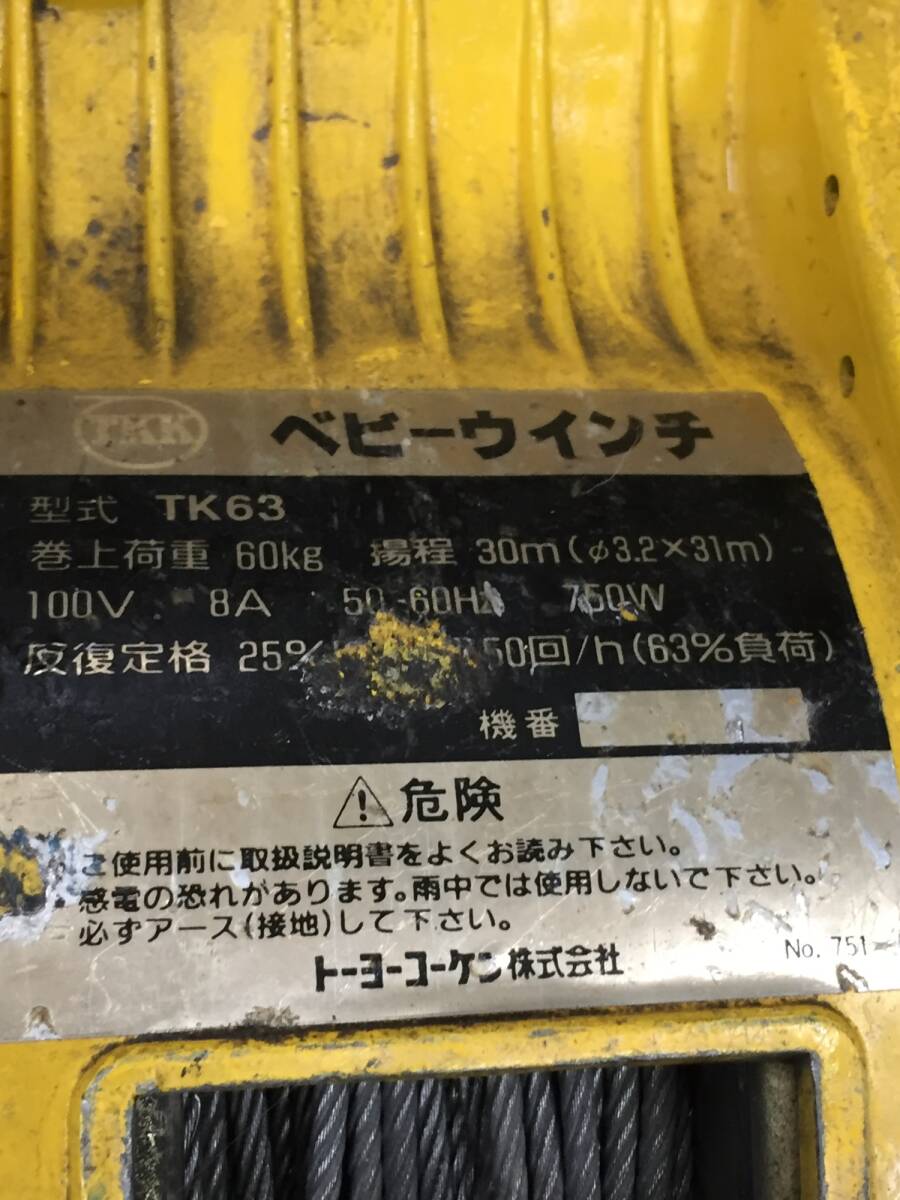 TKK ベビーウインチ
型式 TK63
巻上荷重 60kg 揚程 30m(φ3.2×31m)
100V 8A 50-60Hz 750W
反復定格 25% 50回/h(63%負荷)
機番
危険
ご使用前に取扱説明書をよくお読み下さい。
感電の恐れがあります。雨中では使用しないで下さい。
必ずアース(接地)して下さい。
トーヨーコーケン株式会社
No. 751